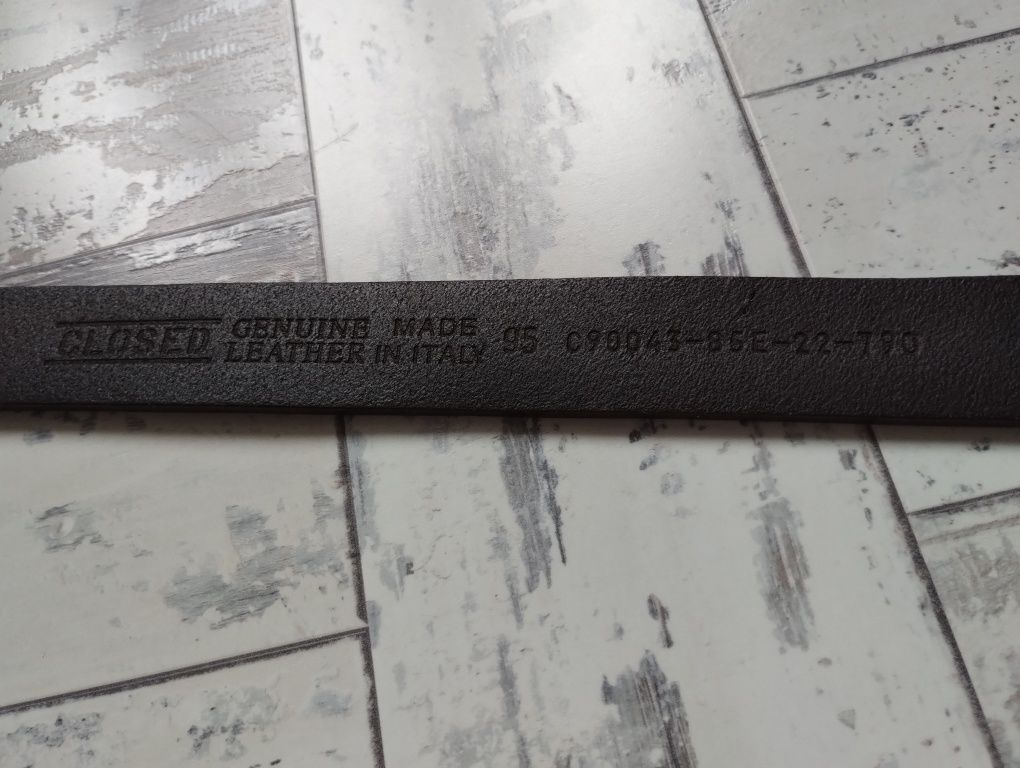 CLOSED GENUINE MADE
LEATHER IN ITALY 95 C90043-85E-22-790